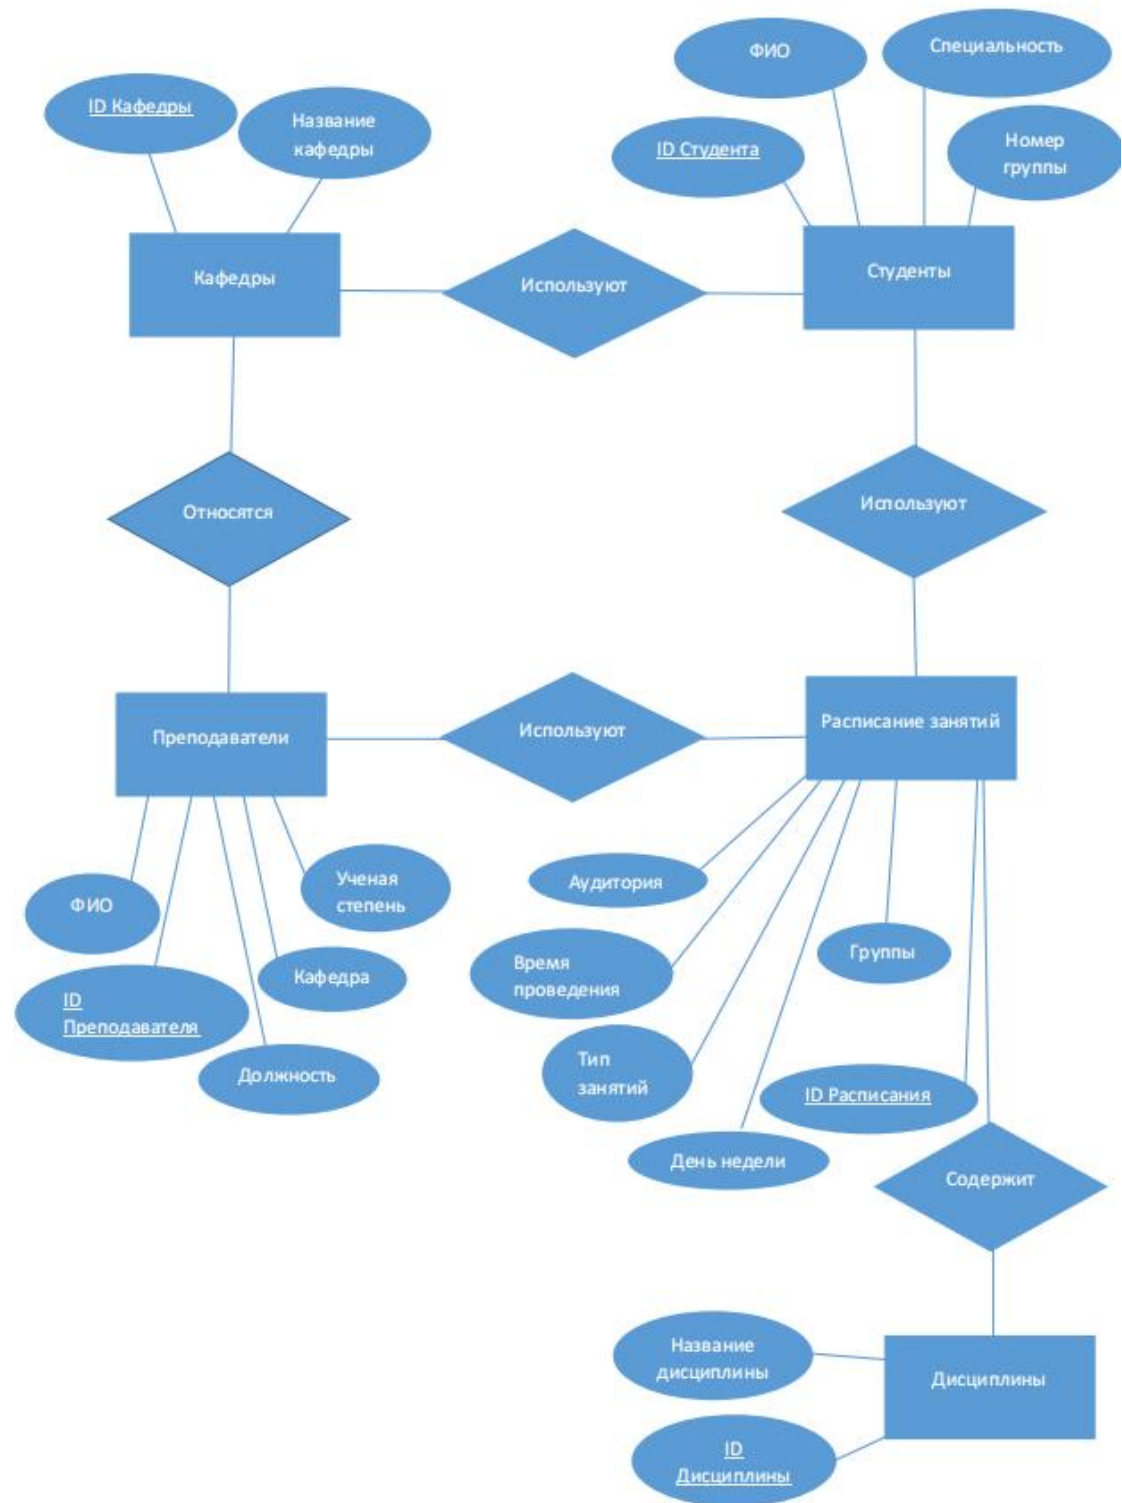 ФИО
Специальность
ID Кафедры
Название
кафедры
ID Студента
Номер
группы
Кафедры
Используют
Студенты
Относятся
Используют
Преподаватели
Используют
Расписание занятий
ФИО
Ученая
степень
Аудитория
Кафедра
Время
проведения
Группы
ID
Преподавателя
Должность
Тип
занятий
ID Расписания
День недели
Содержит
Название
дисциплины
Дисциплины
ID
Дисциплины